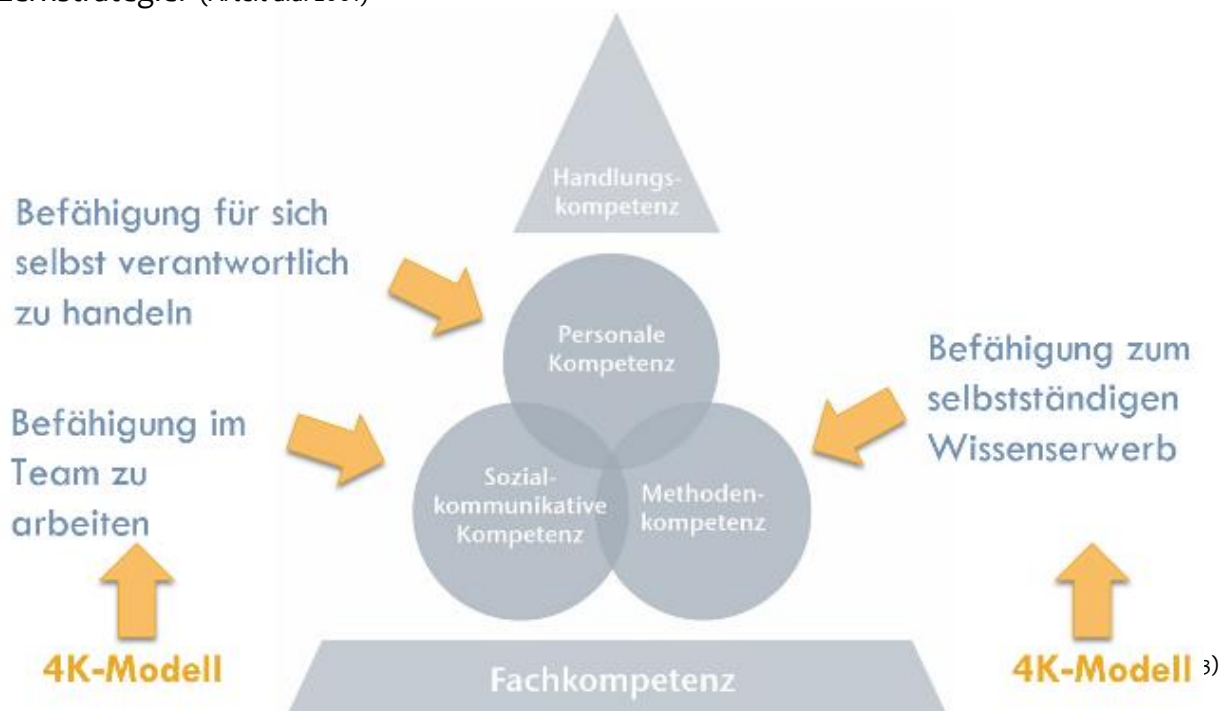 Handlungs-
kompetenz
Befähigung für sich
selbst verantwortlich
zu handeln
Personale
Kompetenz
Befähigung zum
selbstständigen
Wissenserwerb
Befähigung im
Team zu
arbeiten
Sozial-
kommunikative
Kompetenz
Methoden-
kompetenz
4K-Modell
4K-Modell
Fachkompetenz